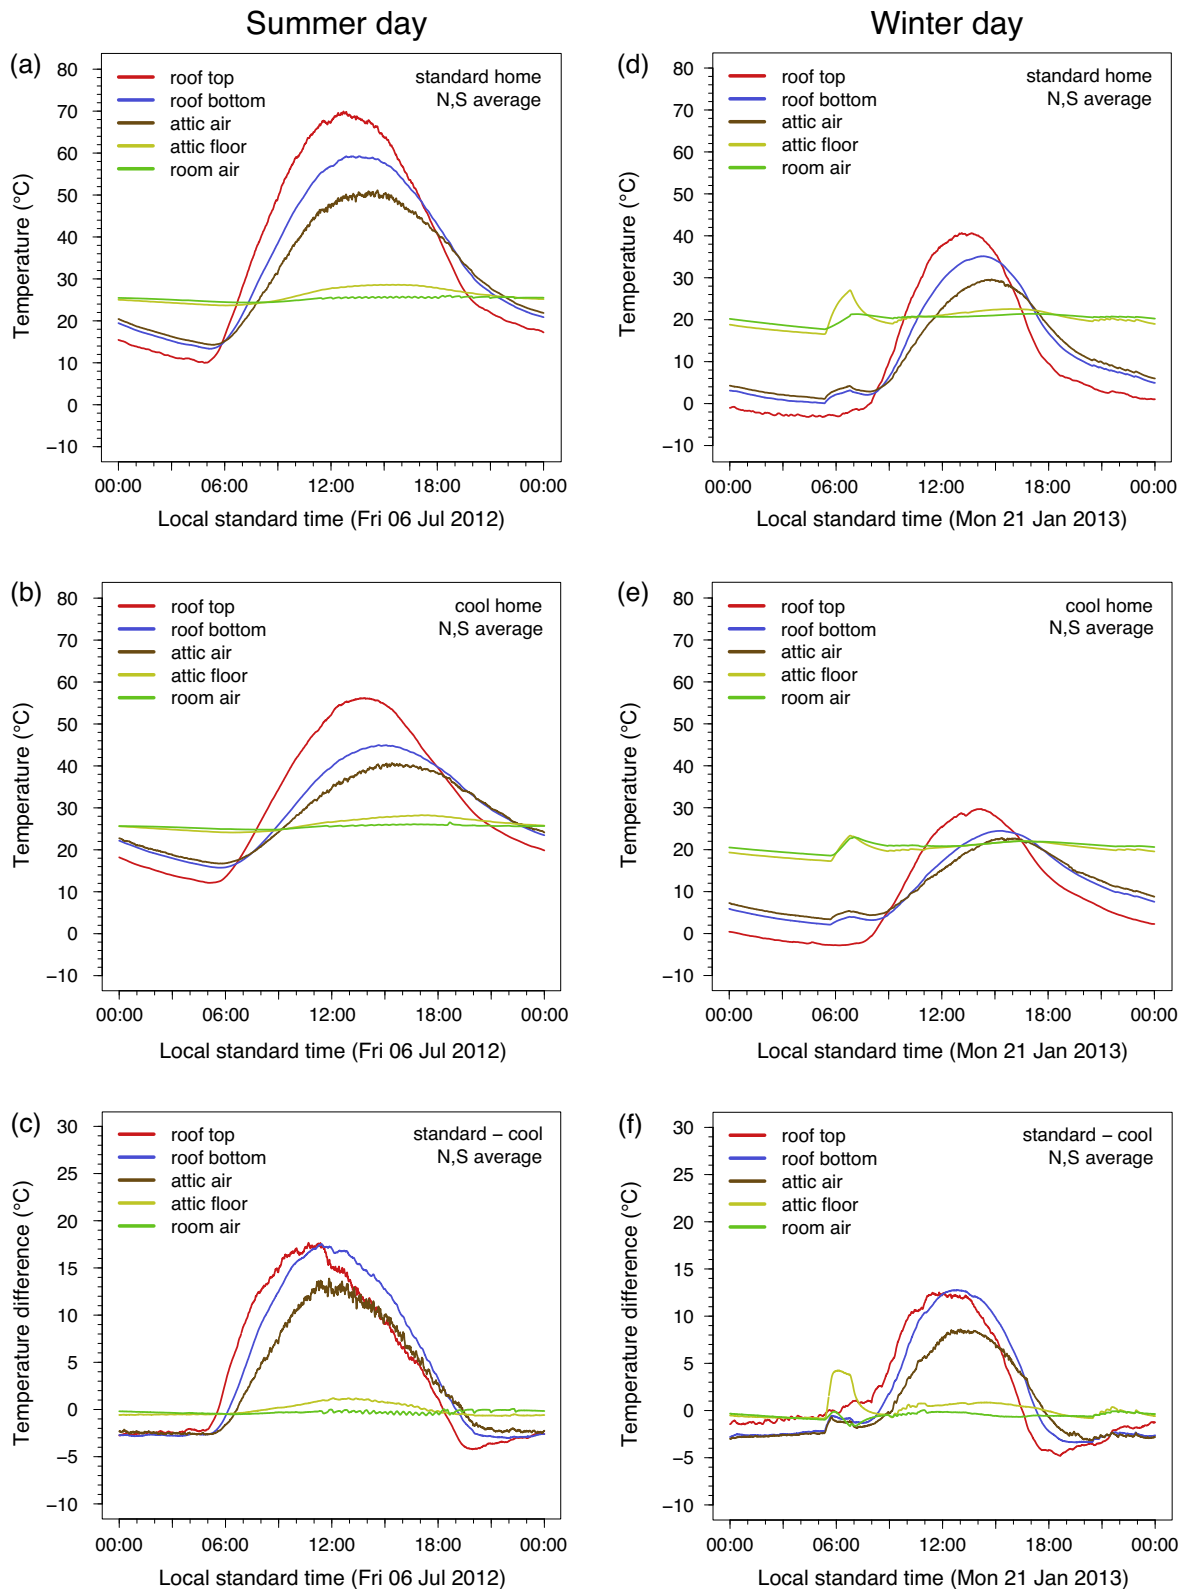 Summer day
Winter day
(a)
standard home
N,S average
roof top
roof bottom
attic air
attic floor
room air
Temperature (°C)
80
70
60
50
40
30
20
10
0
−10
00:00 06:00 12:00 18:00 00:00
Local standard time (Fri 06 Jul 2012)
(d)
standard home
N,S average
roof top
roof bottom
attic air
attic floor
room air
Temperature (°C)
80
70
60
50
40
30
20
10
0
−10
00:00 06:00 12:00 18:00 00:00
Local standard time (Mon 21 Jan 2013)
(b)
cool home
N,S average
roof top
roof bottom
attic air
attic floor
room air
Temperature (°C)
80
70
60
50
40
30
20
10
0
−10
00:00 06:00 12:00 18:00 00:00
Local standard time (Fri 06 Jul 2012)
(e)
cool home
N,S average
roof top
roof bottom
attic air
attic floor
room air
Temperature (°C)
80
70
60
50
40
30
20
10
0
−10
00:00 06:00 12:00 18:00 00:00
Local standard time (Mon 21 Jan 2013)
(c)
standard − cool
N,S average
roof top
roof bottom
attic air
attic floor
room air
Temperature difference (°C)
30
25
20
15
10
5
0
−5
−10
00:00 06:00 12:00 18:00 00:00
Local standard time (Fri 06 Jul 2012)
(f)
standard − cool
N,S average
roof top
roof bottom
attic air
attic floor
room air
Temperature difference (°C)
30
25
20
15
10
5
0
−5
−10
00:00 06:00 12:00 18:00 00:00
Local standard time (Mon 21 Jan 2013)